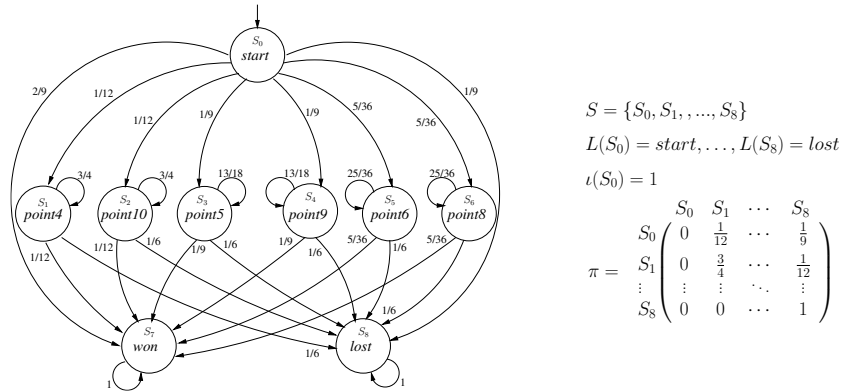 S₀
start
2/9
1/12
1/12
1/9
1/9
5/36
5/36
1/9
3/4
3/4
13/18
13/18
25/36
25/36
S₁
point4
S₂
point10
S₃
point5
S₄
point9
S₅
point6
S₆
point8
1/12
1/12
1/6
1/9
1/6
1/9
1/6
5/36
1/6
5/36
1/6
1/6
S₇
won
S₈
lost
1
1
S = {S₀, S₁, , ..., S₈}
L(S₀) = start, . . . , L(S₈) = lost
ι(S₀) = 1
S₀ S₁ ⋯ S₈
S₀ 0 1/12 ⋯ 1/9
π = S₁ 0 3/4 ⋯ 1/12
⋮ ⋮ ⋮ ⋱ ⋮
S₈ 0 0 ⋯ 1